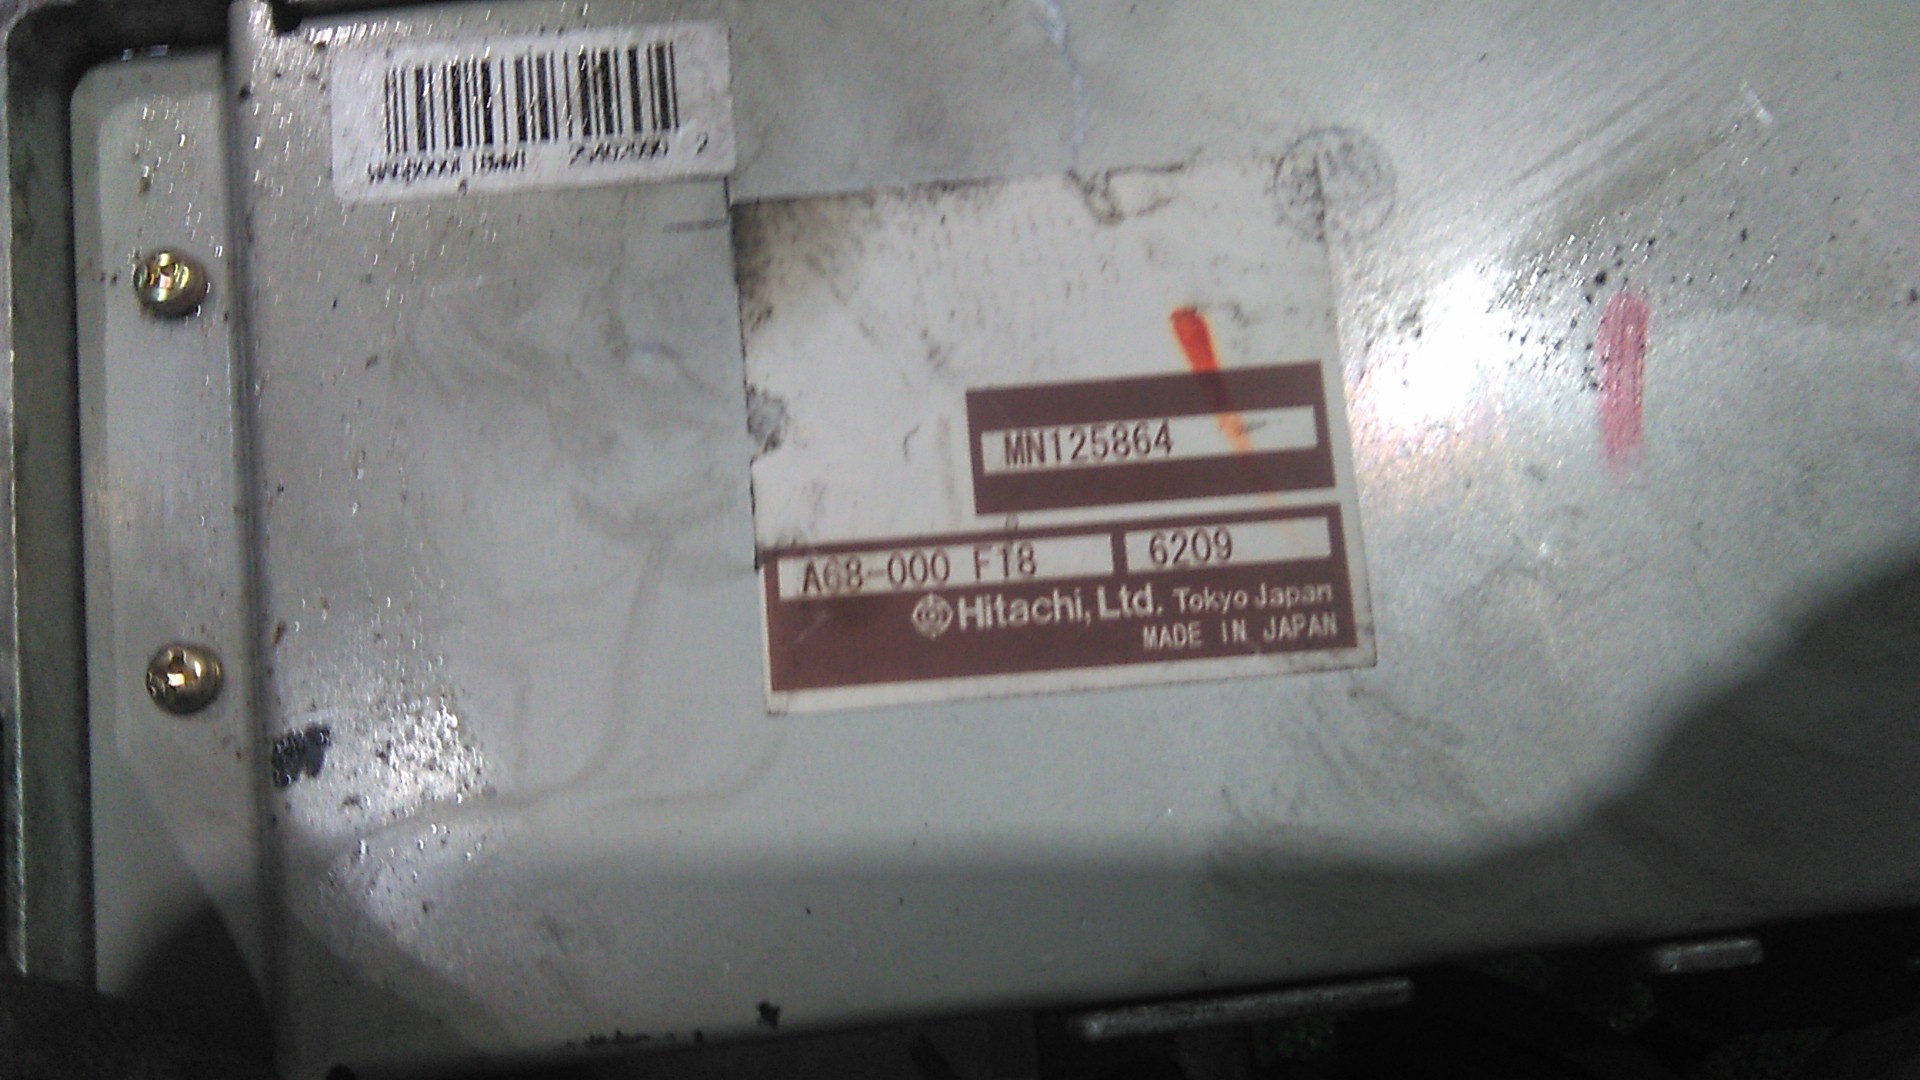 MN125864
A68-000 F18 6209
Hitachi, Ltd. Tokyo Japan
MADE IN JAPAN